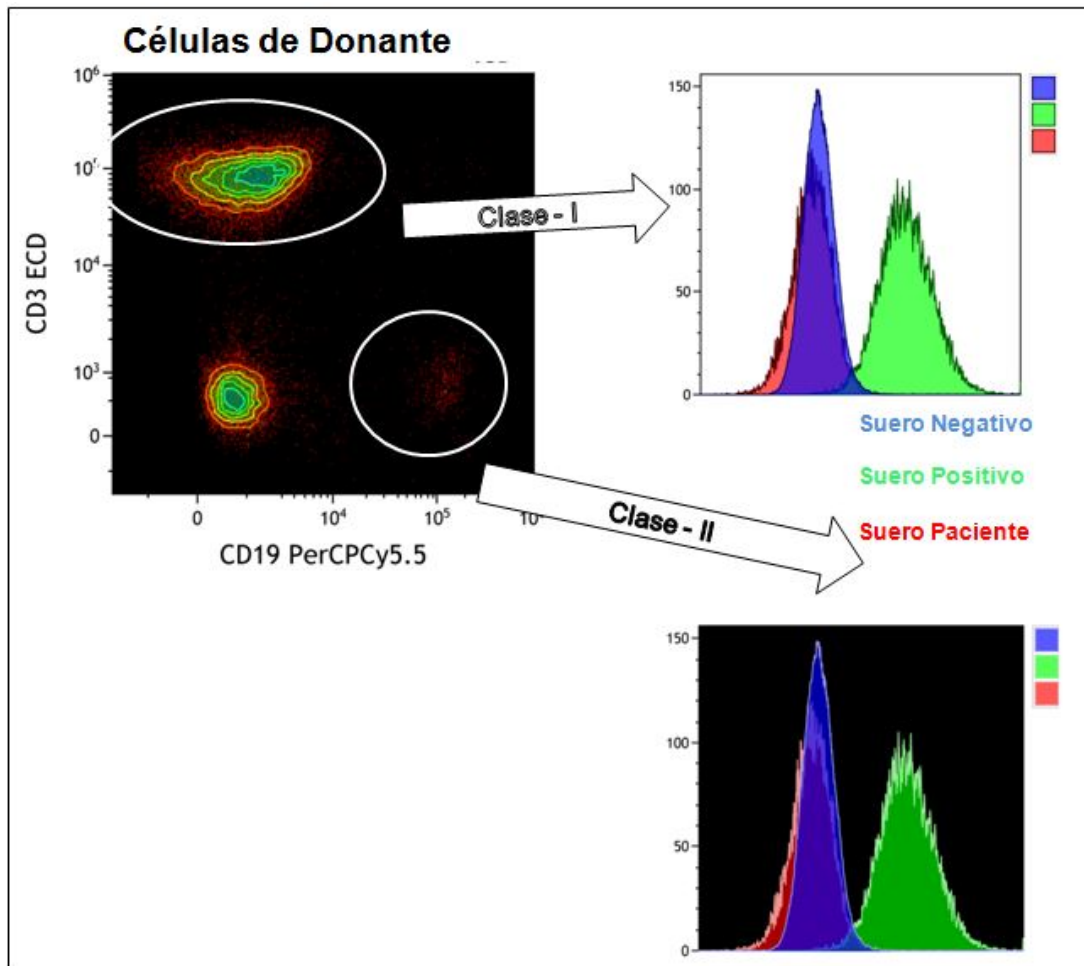 Células de Donante
10⁶
10⁴
10³
0
CD3 ECD
0
10⁴
10⁵
CD19 PerCPCy5.5
Clase - I
150
100
50
0
Suero Negativo
Suero Positivo
Suero Paciente
Clase - II
150
100
50
0